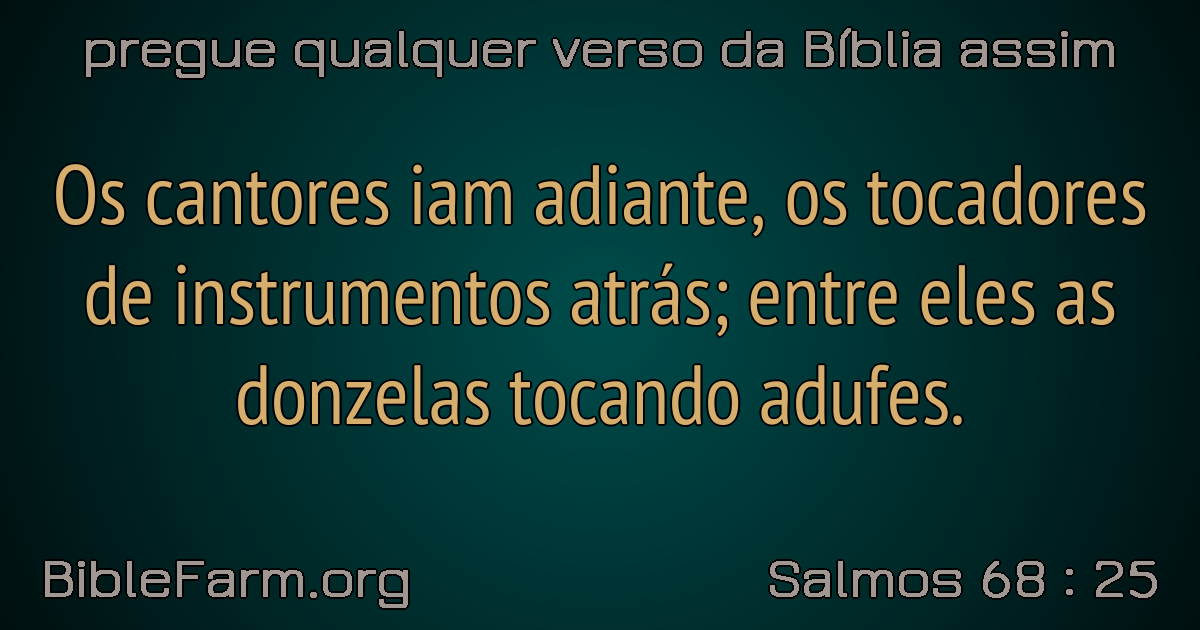 pregue qualquer verso da Bíblia assim
Os cantores iam adiante, os tocadores
de instrumentos atrás; entre eles as
donzelas tocando adufes.
BibleFarm.org
Salmos 68 : 25